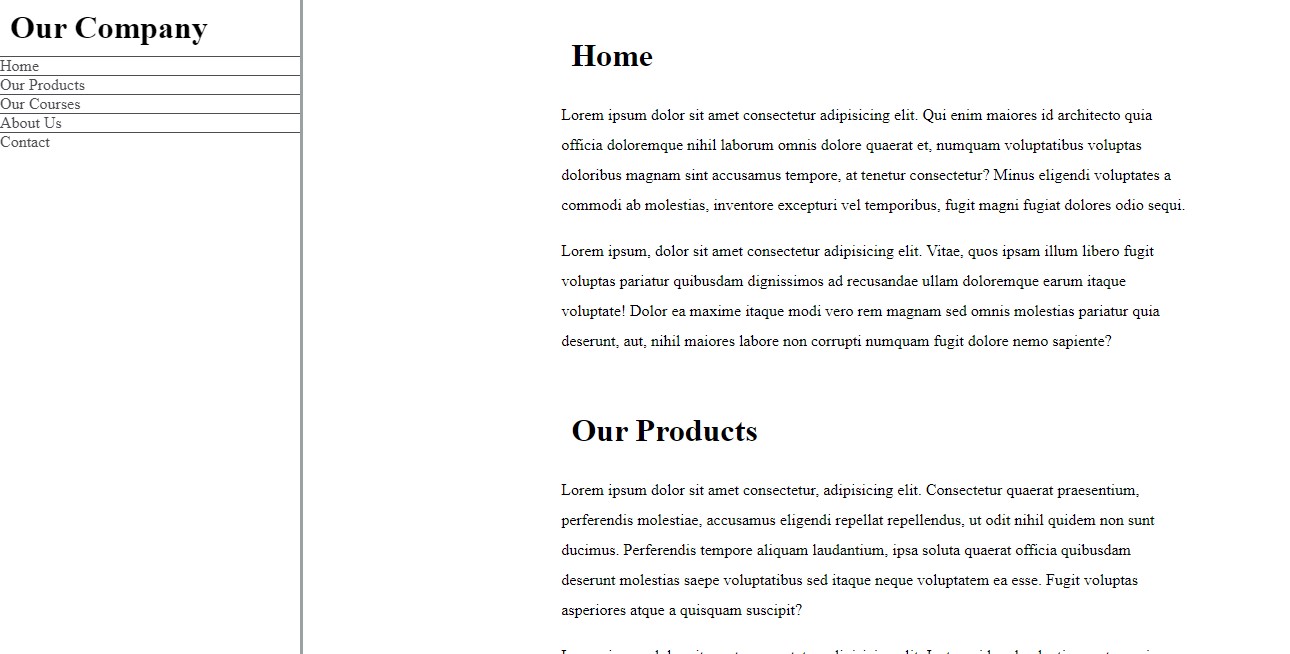 Our Company
Home
Our Products
Our Courses
About Us
Contact
Home
Lorem ipsum dolor sit amet consectetur adipisicing elit. Qui enim maiores id architecto quia
officia doloremque nihil laborum omnis dolore quaerat et, numquam voluptatibus voluptas
doloribus magnam sint accusamus tempore, at tenetur consectetur? Minus eligendi voluptates a
commodi ab molestias, inventore excepturi vel temporibus, fugit magni fugiat dolores odio sequi.
Lorem ipsum, dolor sit amet consectetur adipisicing elit. Vitae, quos ipsam illum libero fugit
voluptas pariatur quibusdam dignissimos ad recusandae ullam doloremque earum itaque
voluptate! Dolor ea maxime itaque modi vero rem magnam sed omnis molestias pariatur quia
deserunt, aut, nihil maiores labore non corrupti numquam fugit dolore nemo sapiente?
Our Products
Lorem ipsum dolor sit amet consectetur, adipisicing elit. Consectetur quaerat praesentium,
perferendis molestiae, accusamus eligendi repellat repellendus, ut odit nihil quidem non sunt
ducimus. Perferendis tempore aliquam laudantium, ipsa soluta quaerat officia quibusdam
deserunt molestias saepe voluptatibus sed itaque neque voluptatem ea esse. Fugit voluptas
asperiores atque a quisquam suscipit?